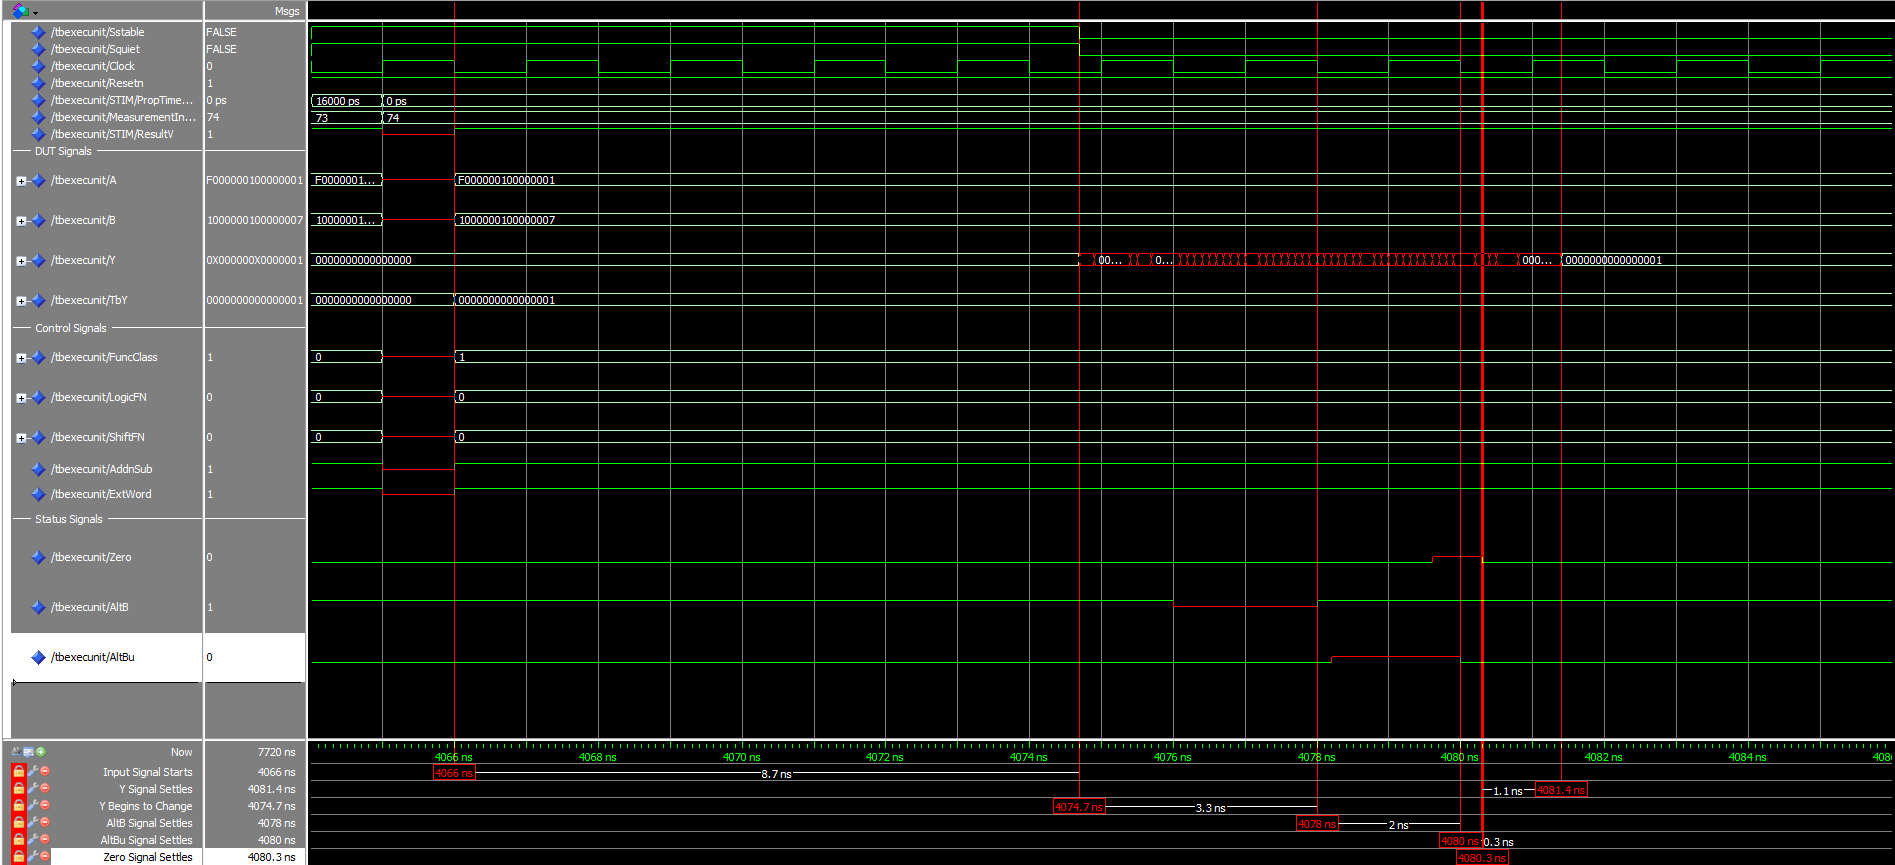 Msgs
/tbexecunit/Sstable FALSE
/tbexecunit/Squiet FALSE
/tbexecunit/Clock 0
/tbexecunit/Resetn 1
/tbexecunit/STIM/PropTime... 0 ps 16000 ps 0 ps
/tbexecunit/MeasurementIn... 74 73 74
/tbexecunit/STIM/ResultV 1
DUT Signals
/tbexecunit/A F000000100000001 F0000001... F000000100000001
/tbexecunit/B 1000000100000007 10000001... 1000000100000007
/tbexecunit/Y 0X000000X0000001 0000000000000000 00... 0... 000... 0000000000000001
/tbexecunit/TbY 0000000000000001 0000000000000000 0000000000000001
Control Signals
/tbexecunit/FuncClass 1 0 1
/tbexecunit/LogicFN 0 0 0
/tbexecunit/ShiftFN 0 0 0
/tbexecunit/AddnSub 1
/tbexecunit/ExtWord 1
Status Signals
/tbexecunit/Zero 0
/tbexecunit/AltB 1
/tbexecunit/AltBu 0
Now 7720 ns 4066 ns 4068 ns 4070 ns 4072 ns 4074 ns 4076 ns 4078 ns 4080 ns 4082 ns 4084 ns 408
Input Signal Starts 4066 ns 4066 ns 8.7 ns
Y Signal Settles 4081.4 ns 1.1 ns 4081.4 ns
Y Begins to Change 4074.7 ns 4074.7 ns 3.3 ns
AltB Signal Settles 4078 ns 4078 ns 2 ns
AltBu Signal Settles 4080 ns 4080 ns 0.3 ns
Zero Signal Settles 4080.3 ns 4080.3 ns